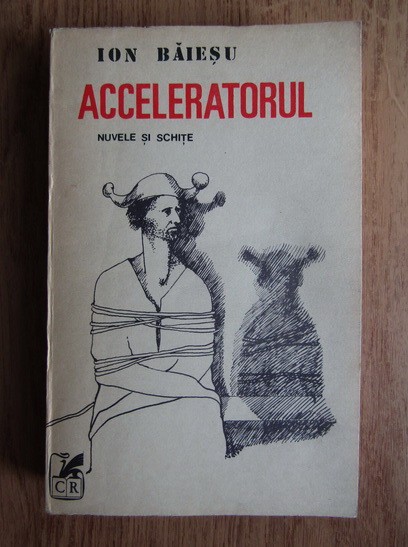 ION BĂIEȘU
ACCELERATORUL
NUVELE ȘI SCHIȚE
CR